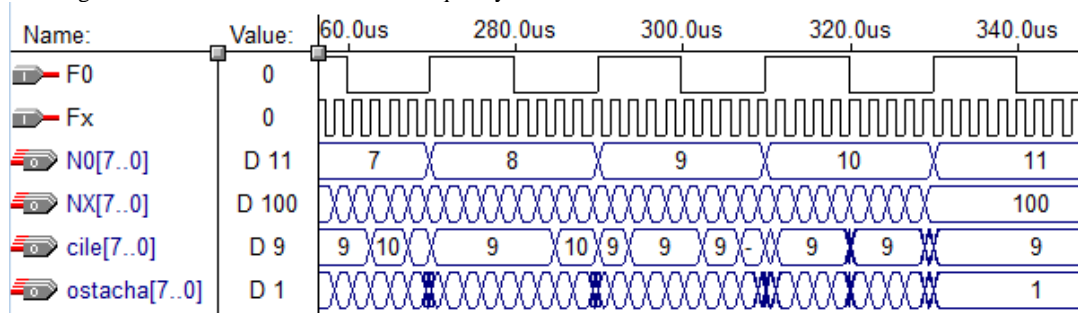 Name: Value: 60.0us 280.0us 300.0us 320.0us 340.0us
F0 0
Fx 0
N0[7..0] D 11 7 8 9 10 11
NX[7..0] D 100 100
cile[7..0] D 9 9 10 9 10 9 9 9 - 9 9 9
ostacha[7..0] D 1 1